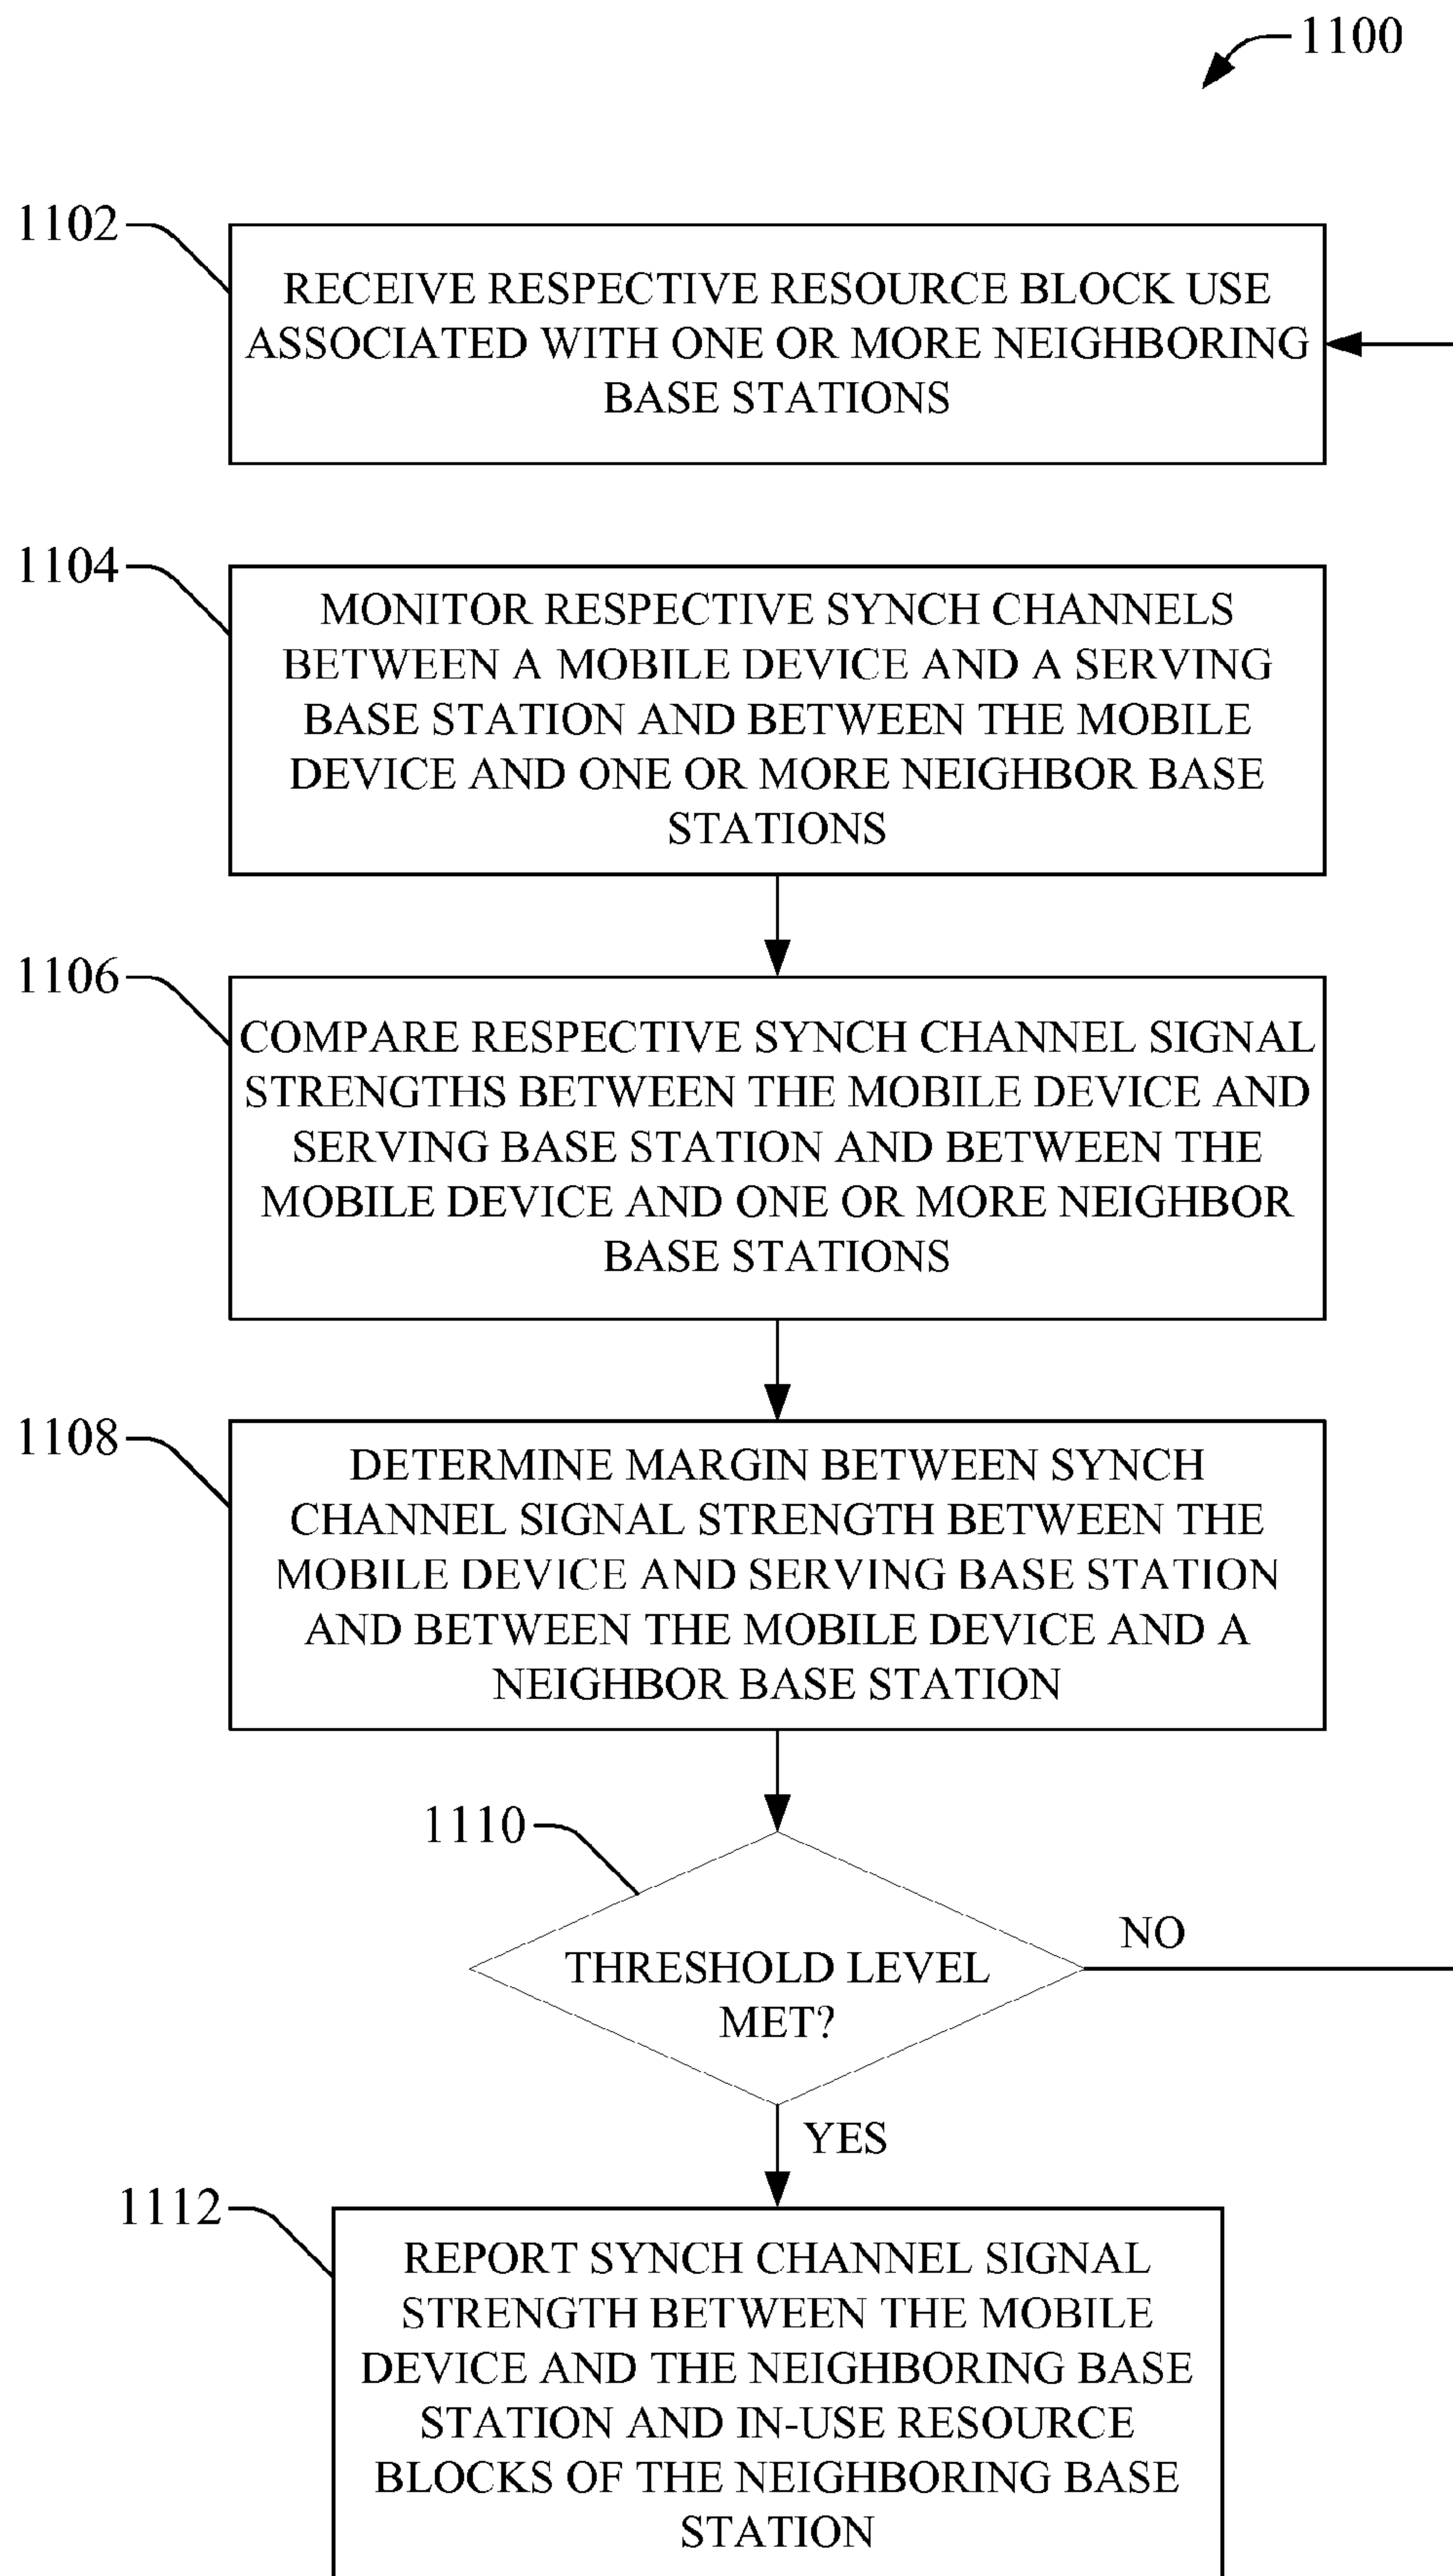 1100
1102
RECEIVE RESPECTIVE RESOURCE BLOCK USE
ASSOCIATED WITH ONE OR MORE NEIGHBORING
BASE STATIONS
1104
MONITOR RESPECTIVE SYNCH CHANNELS
BETWEEN A MOBILE DEVICE AND A SERVING
BASE STATION AND BETWEEN THE MOBILE
DEVICE AND ONE OR MORE NEIGHBOR BASE
STATIONS
1106
COMPARE RESPECTIVE SYNCH CHANNEL SIGNAL
STRENGTHS BETWEEN THE MOBILE DEVICE AND
SERVING BASE STATION AND BETWEEN THE
MOBILE DEVICE AND ONE OR MORE NEIGHBOR
BASE STATIONS
1108
DETERMINE MARGIN BETWEEN SYNCH
CHANNEL SIGNAL STRENGTH BETWEEN THE
MOBILE DEVICE AND SERVING BASE STATION
AND BETWEEN THE MOBILE DEVICE AND A
NEIGHBOR BASE STATION
1110
THRESHOLD LEVEL
MET?
NO
YES
1112
REPORT SYNCH CHANNEL SIGNAL
STRENGTH BETWEEN THE MOBILE
DEVICE AND THE NEIGHBORING BASE
STATION AND IN-USE RESOURCE
BLOCKS OF THE NEIGHBORING BASE
STATION